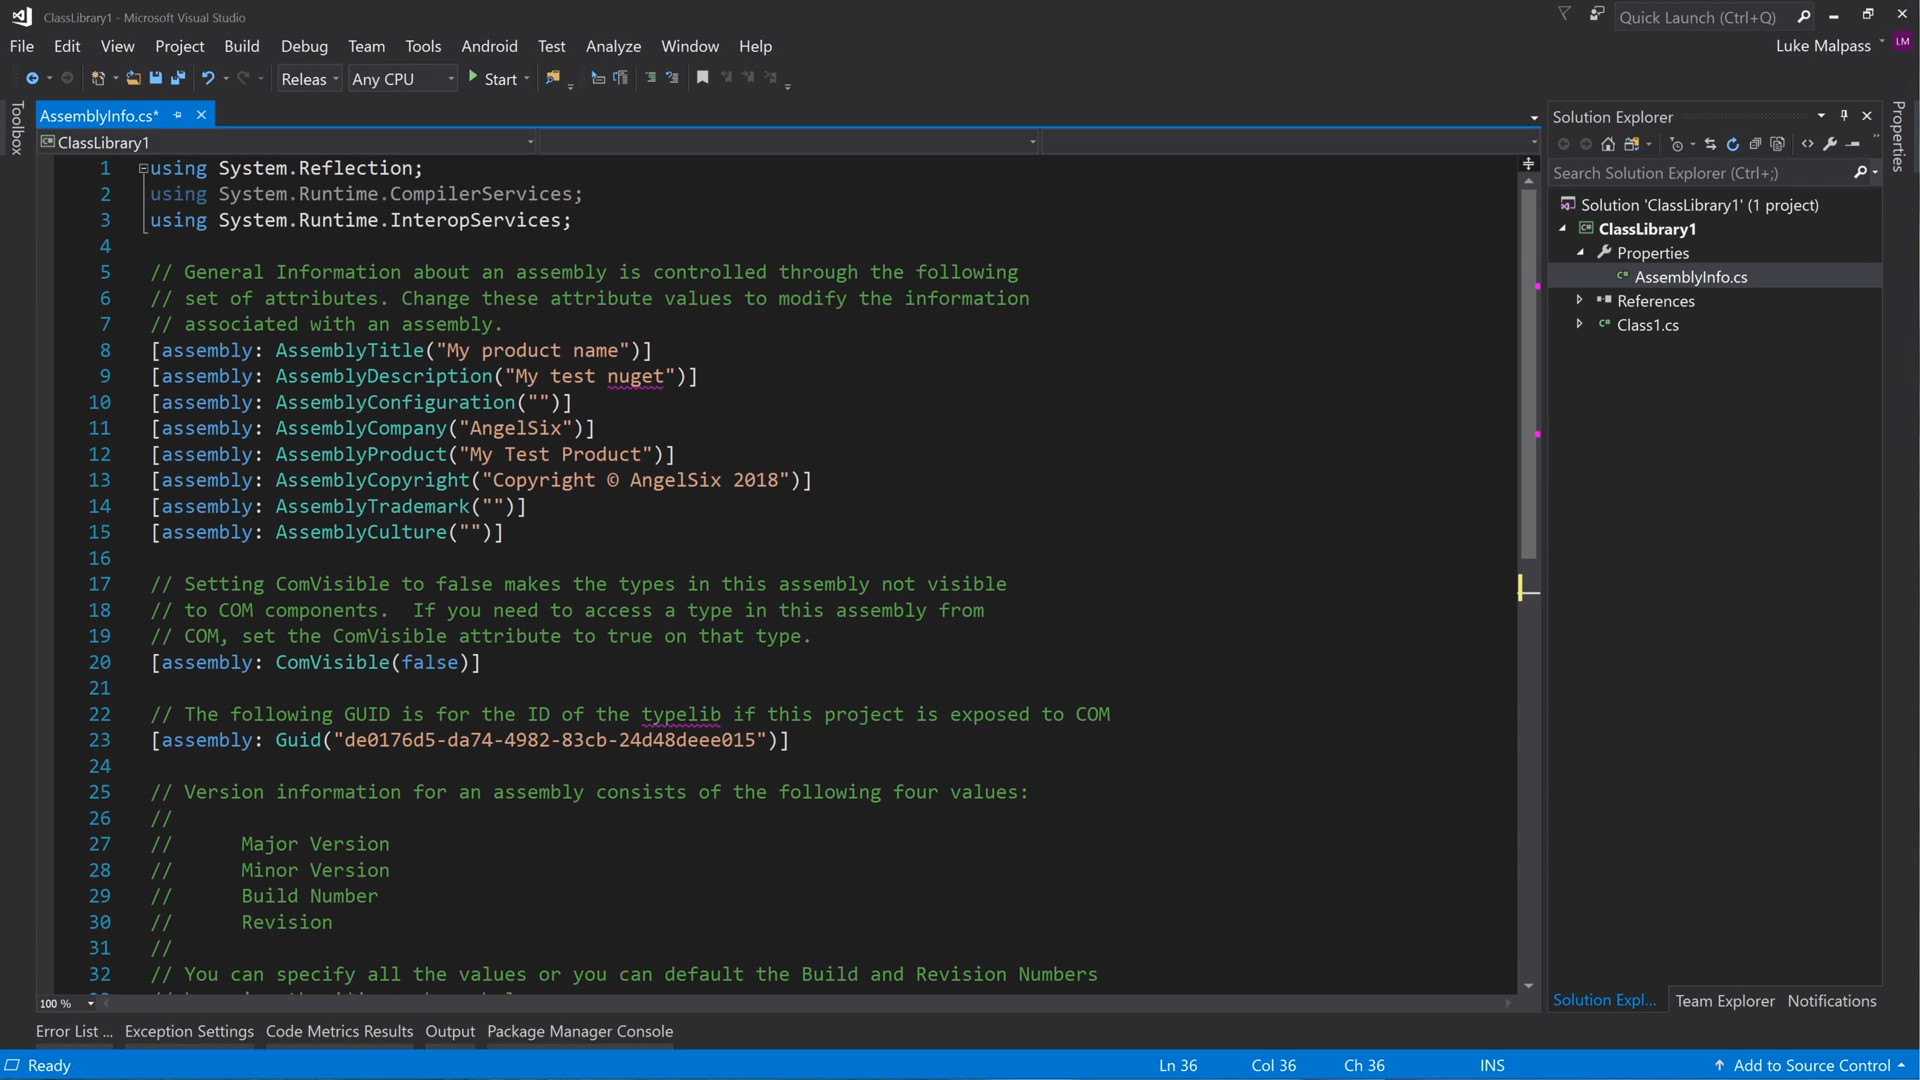 ClassLibrary1 - Microsoft Visual Studio
Quick Launch (Ctrl+Q)
File Edit View Project Build Debug Team Tools Android Test Analyze Window Help
Luke Malpass
LM
Releas Any CPU Start
Toolbox
AssemblyInfo.cs*
ClassLibrary1
1 using System.Reflection;
2 using System.Runtime.CompilerServices;
3 using System.Runtime.InteropServices;
4
5 // General Information about an assembly is controlled through the following
6 // set of attributes. Change these attribute values to modify the information
7 // associated with an assembly.
8 [assembly: AssemblyTitle("My product name")]
9 [assembly: AssemblyDescription("My test nuget")]
10 [assembly: AssemblyConfiguration("")]
11 [assembly: AssemblyCompany("AngelSix")]
12 [assembly: AssemblyProduct("My Test Product")]
13 [assembly: AssemblyCopyright("Copyright © AngelSix 2018")]
14 [assembly: AssemblyTrademark("")]
15 [assembly: AssemblyCulture("")]
16
17 // Setting ComVisible to false makes the types in this assembly not visible
18 // to COM components.  If you need to access a type in this assembly from
19 // COM, set the ComVisible attribute to true on that type.
20 [assembly: ComVisible(false)]
21
22 // The following GUID is for the ID of the typelib if this project is exposed to COM
23 [assembly: Guid("de0176d5-da74-4982-83cb-24d48deee015")]
24
25 // Version information for an assembly consists of the following four values:
26 //
27 //      Major Version
28 //      Minor Version
29 //      Build Number
30 //      Revision
31 //
32 // You can specify all the values or you can default the Build and Revision Numbers
100 %
Solution Explorer
Search Solution Explorer (Ctrl+;)
Solution 'ClassLibrary1' (1 project)
ClassLibrary1
Properties
AssemblyInfo.cs
References
Class1.cs
Properties
Solution Expl... Team Explorer Notifications
Error List ... Exception Settings Code Metrics Results Output Package Manager Console
Ready Ln 36 Col 36 Ch 36 INS Add to Source Control